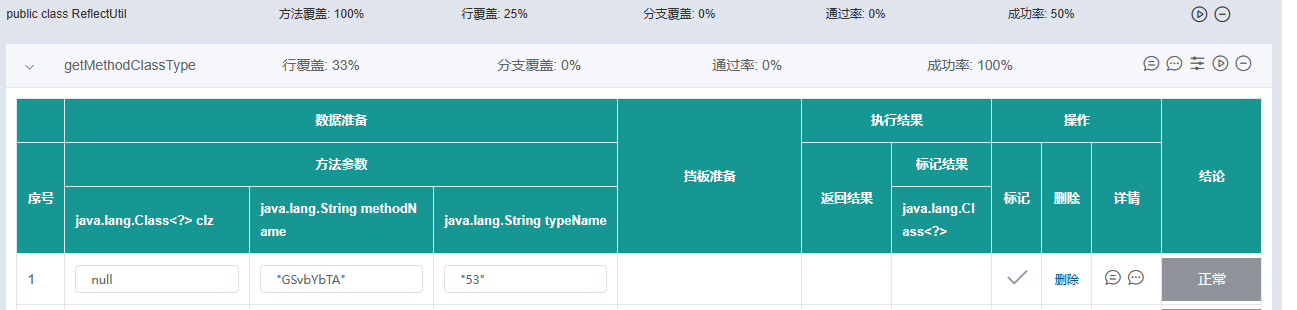 public class ReflectUtil 方法覆盖: 100% 行覆盖: 25% 分支覆盖: 0% 通过率: 0% 成功率: 50%
getMethodClassType 行覆盖: 33% 分支覆盖: 0% 通过率: 0% 成功率: 100%
序号 数据准备 挡板准备 执行结果 操作 结论
方法参数 返回结果 标记结果 标记 删除 详情
java.lang.Class<?> clz
java.lang.String methodN
ame
java.lang.String typeName
java.lang.Cl
ass<?>
1 null "GSvbYbTA" "53" 删除 正常